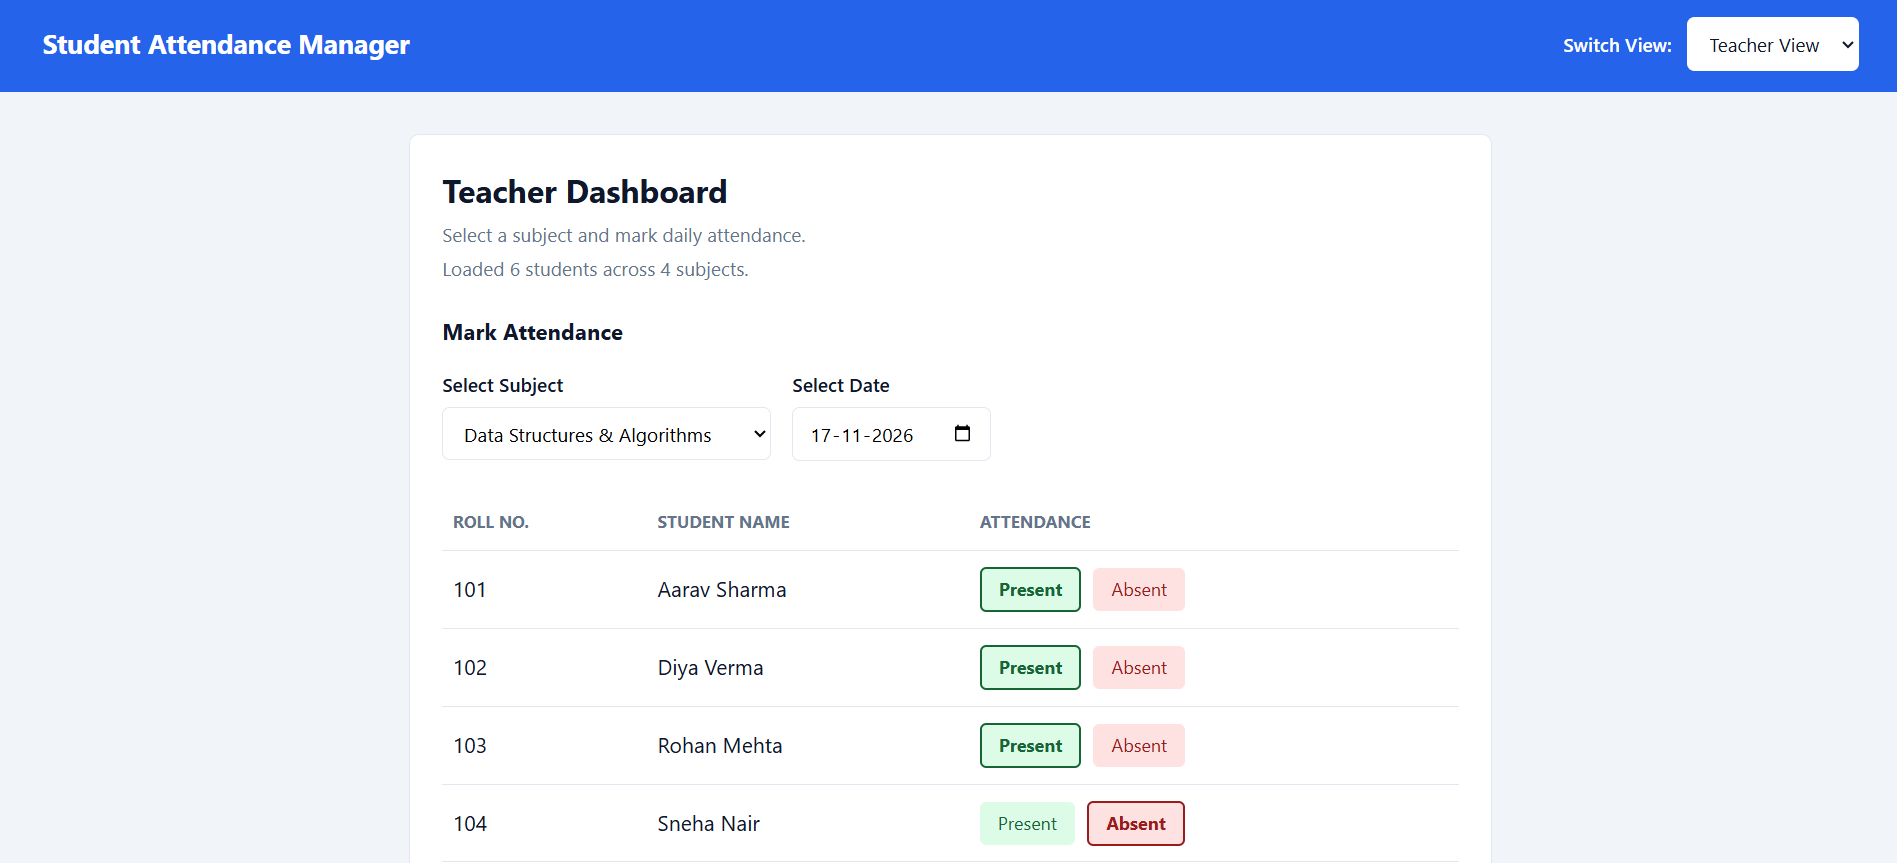 Student Attendance Manager
Switch View: Teacher View
Teacher Dashboard
Select a subject and mark daily attendance.
Loaded 6 students across 4 subjects.
Mark Attendance
Select Subject Select Date
Data Structures & Algorithms 17-11-2026
ROLL NO. STUDENT NAME ATTENDANCE
101 Aarav Sharma Present Absent
102 Diya Verma Present Absent
103 Rohan Mehta Present Absent
104 Sneha Nair Present Absent